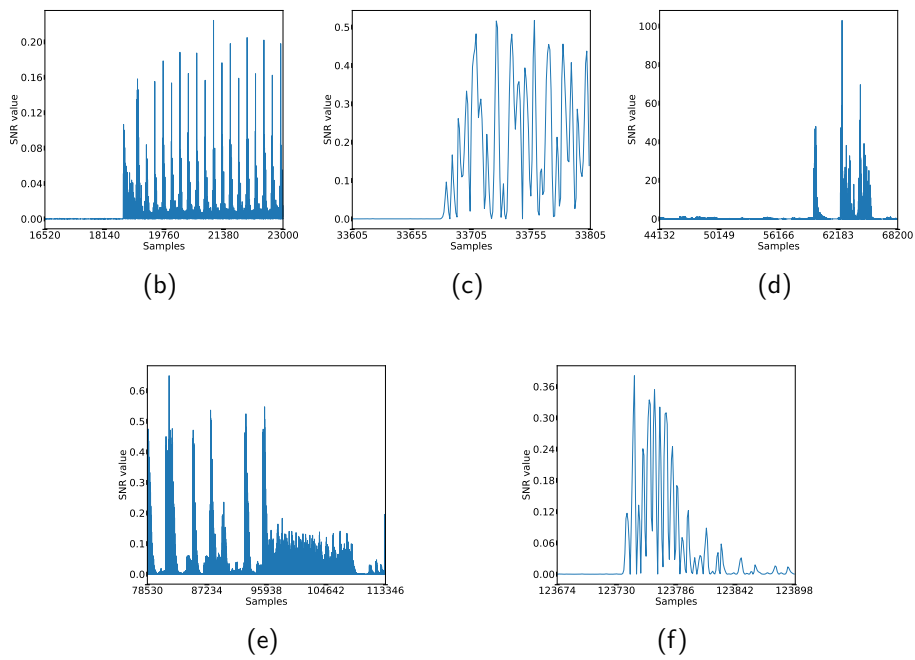 SNR value
0.20
0.16
0.12
0.08
0.04
0.00
16520 18140 19760 21380 23000
Samples
(b)
SNR value
0.5
0.4
0.3
0.2
0.1
0.0
33605 33655 33705 33755 33805
Samples
(c)
SNR value
100
80
60
40
20
0
44132 50149 56166 62183 68200
Samples
(d)
SNR value
0.6
0.5
0.4
0.3
0.2
0.1
0.0
78530 87234 95938 104642 113346
Samples
(e)
SNR value
0.36
0.30
0.24
0.18
0.12
0.06
0.00
123674 123730 123786 123842 123898
Samples
(f)